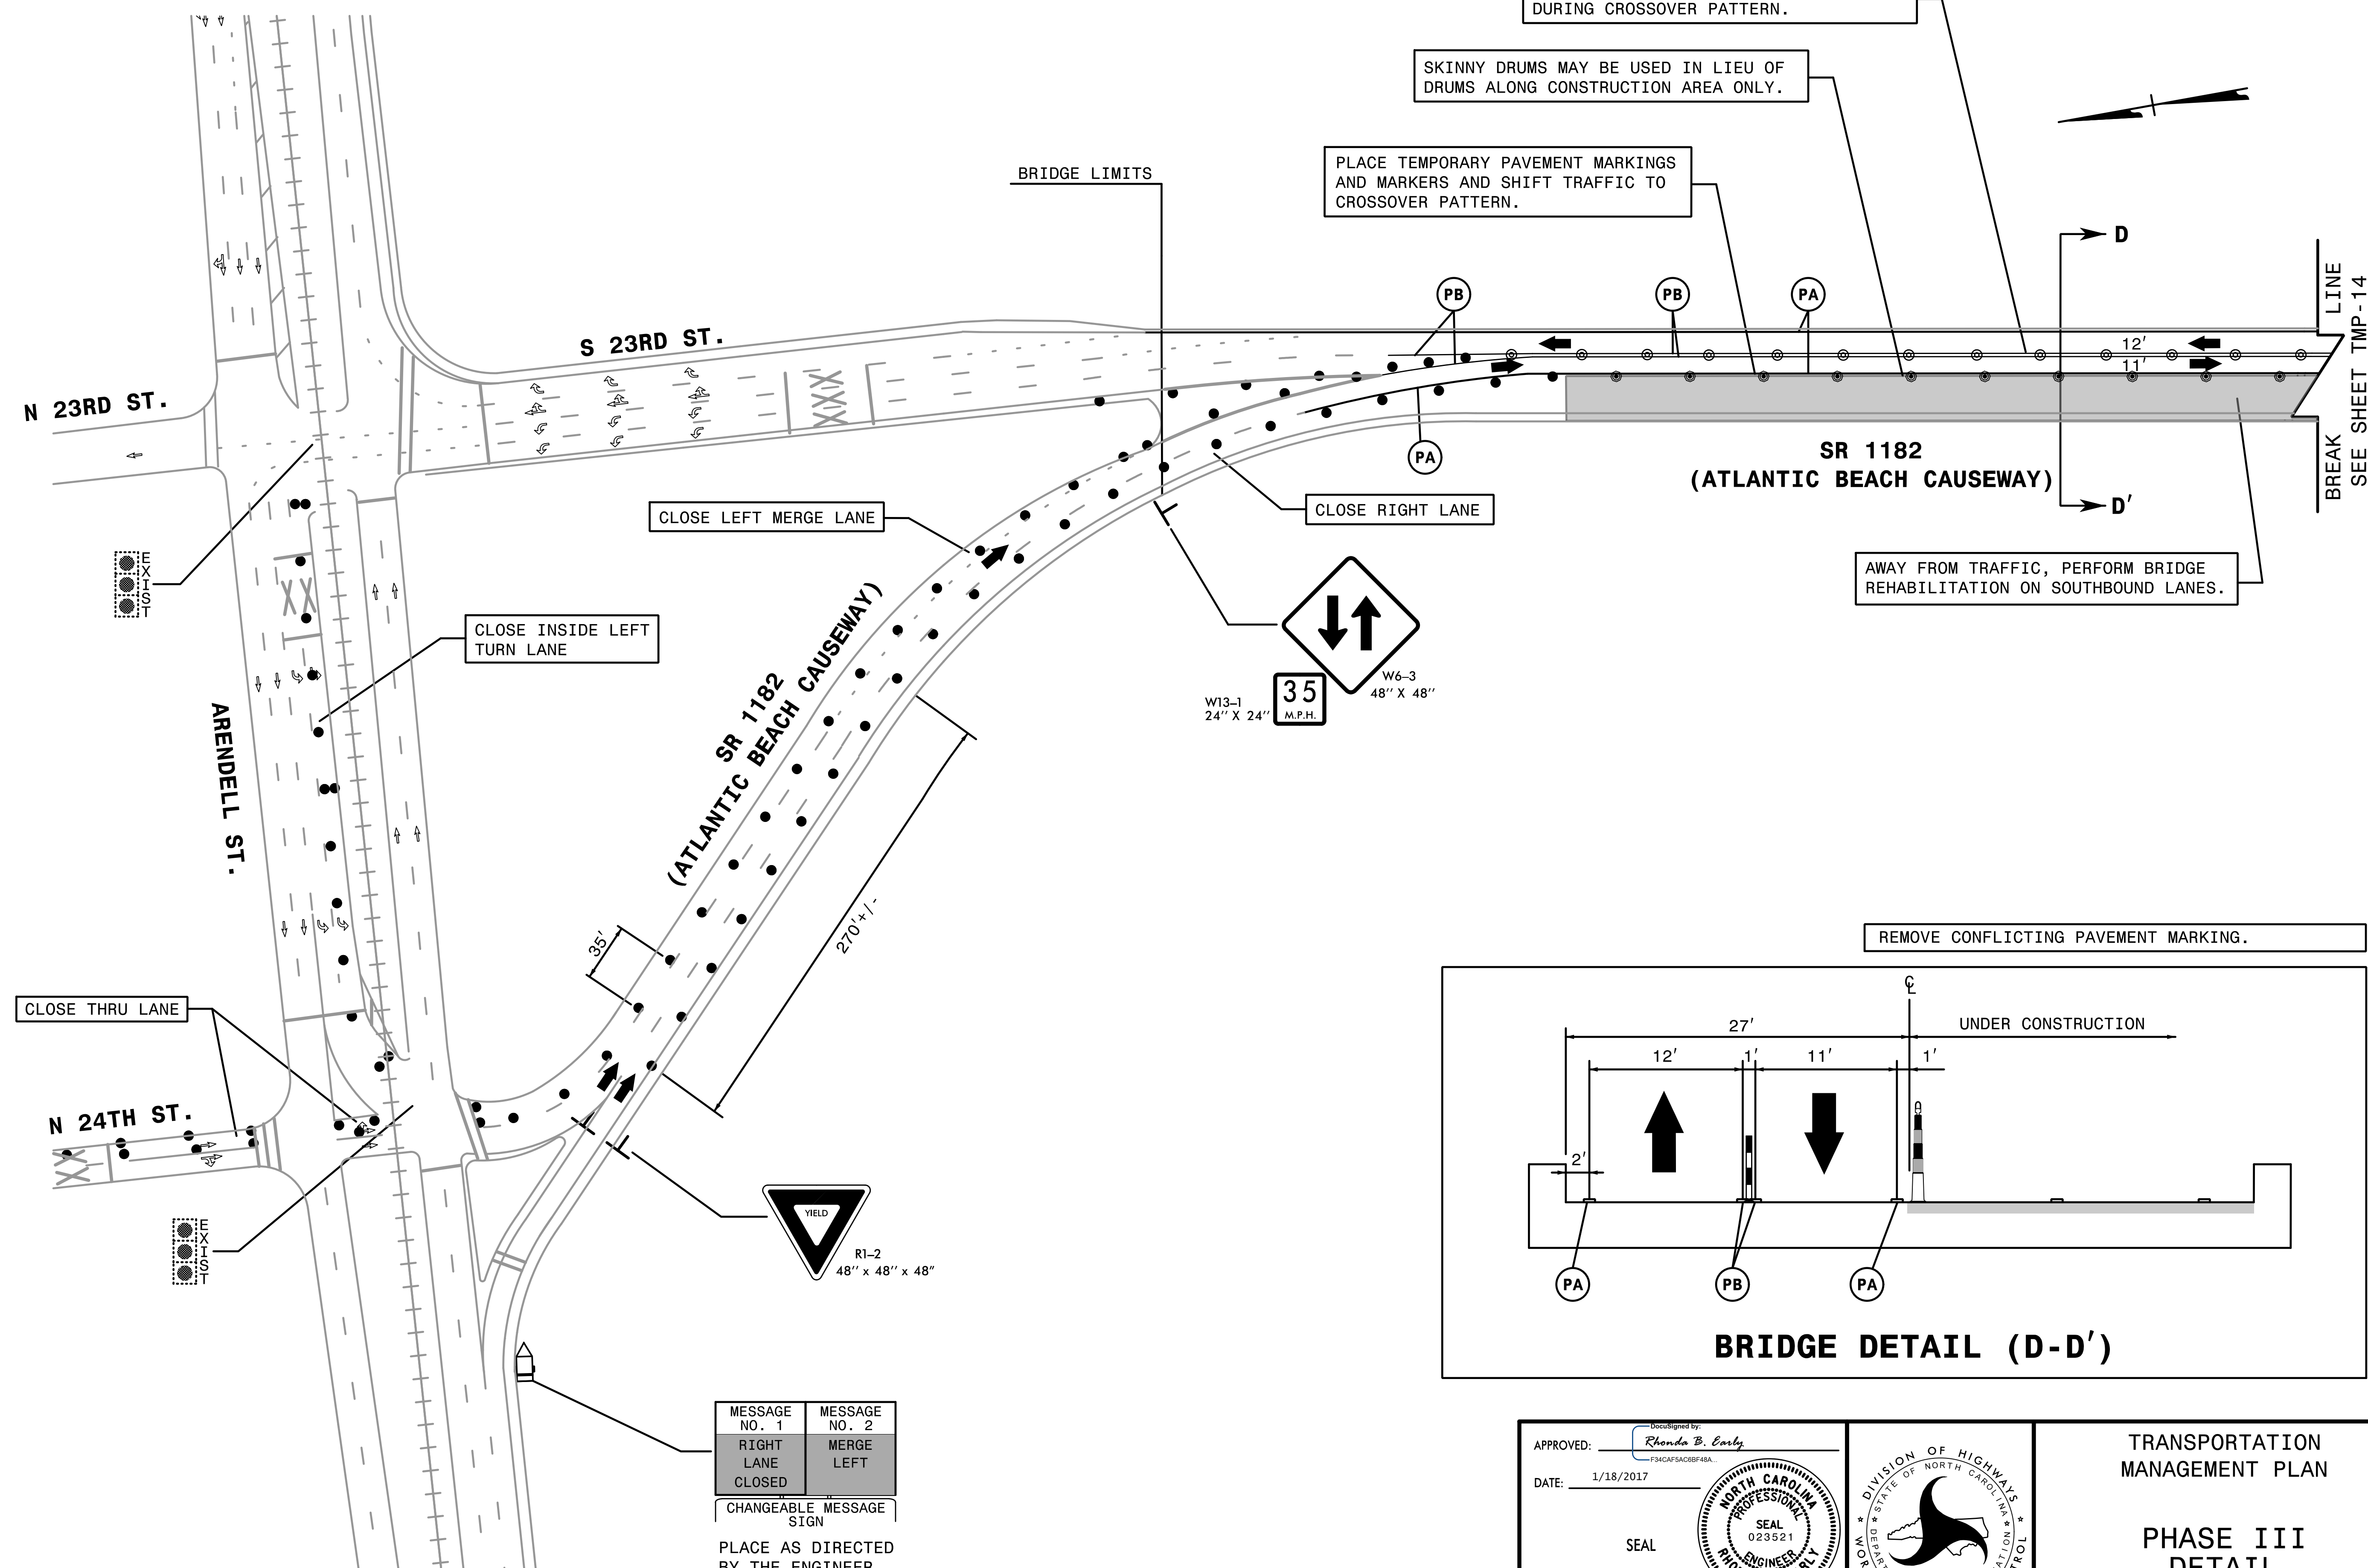 DURING CROSSOVER PATTERN.
SKINNY DRUMS MAY BE USED IN LIEU OF
DRUMS ALONG CONSTRUCTION AREA ONLY.
PLACE TEMPORARY PAVEMENT MARKINGS
AND MARKERS AND SHIFT TRAFFIC TO
CROSSOVER PATTERN.
BRIDGE LIMITS
D
PB
PB
PA
BREAK LINE
SEE SHEET TMP-14
12'
11'
S 23RD ST.
N 23RD ST.
PA
SR 1182
(ATLANTIC BEACH CAUSEWAY)
D'
CLOSE LEFT MERGE LANE
CLOSE RIGHT LANE
EXIST
AWAY FROM TRAFFIC, PERFORM BRIDGE
REHABILITATION ON SOUTHBOUND LANES.
CLOSE INSIDE LEFT
TURN LANE
W6-3
48'' X 48''
W13-1
24'' X 24''
35
M.P.H.
ARENDELL ST.
SR 1182
(ATLANTIC BEACH CAUSEWAY)
35'
270'+/-
REMOVE CONFLICTING PAVEMENT MARKING.
CLOSE THRU LANE
N 24TH ST.
EXIST
YIELD
R1-2
48'' x 48'' x 48''
CL
27'
UNDER CONSTRUCTION
12'
1'
11'
1'
2'
PA
PB
PA
BRIDGE DETAIL (D-D')
MESSAGE NO. 1
MESSAGE NO. 2
RIGHT
LANE
CLOSED
MERGE
LEFT
CHANGEABLE MESSAGE
SIGN
PLACE AS DIRECTED
BY THE ENGINEER
DocuSigned by:
APPROVED: Rhonda B. Early
F34CAF5AC6BF48A...
DATE: 1/18/2017
SEAL
NORTH CAROLINA
PROFESSIONAL
SEAL
023521
ENGINEER
DIVISION OF HIGHWAYS
STATE OF NORTH CAROLINA
TRANSPORTATION
MANAGEMENT PLAN
PHASE III
DETAIL